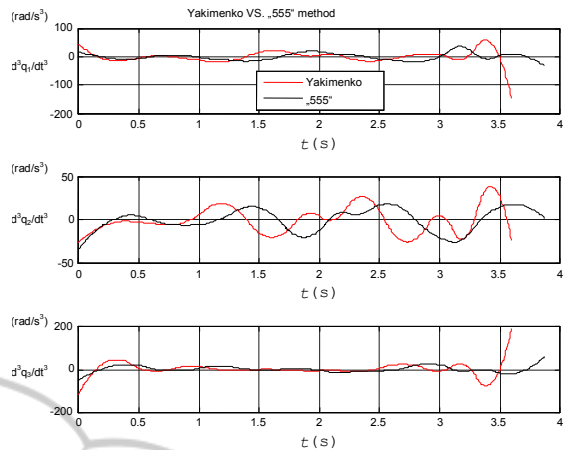 (rad/s³) Yakimenko VS. „555“ method
100
0
-100
-200
d³q₁/dt³
Yakimenko
„555“
0 0.5 1 1.5 2 2.5 3 3.5 4
t(s)
(rad/s³)
50
0
-50
d³q₂/dt³
0 0.5 1 1.5 2 2.5 3 3.5 4
t(s)
(rad/s³)
200
0
-200
d³q₃/dt³
0 0.5 1 1.5 2 2.5 3 3.5 4
t(s)